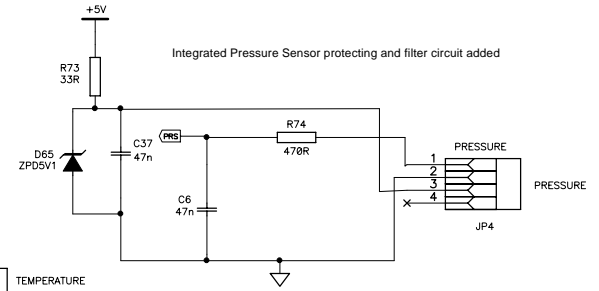 +5V
Integrated Pressure Sensor protecting and filter circuit added
R73
33R
R74
470R
PRS
C37
47n
D65
ZPD5V1
C6
47n
PRESSURE
1
2
3
4
PRESSURE
JP4
TEMPERATURE